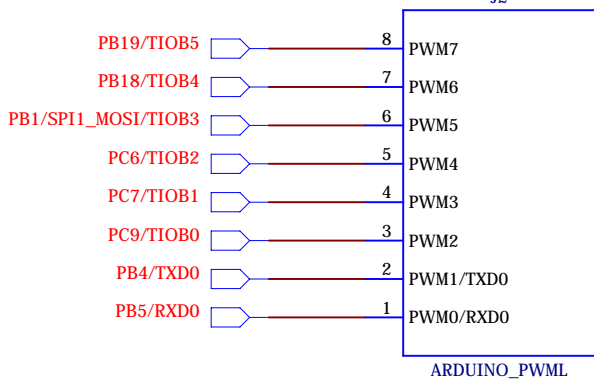 PB19/TIOB5 8 PWM7
PB18/TIOB4 7 PWM6
PB1/SPI1_MOSI/TIOB3 6 PWM5
PC6/TIOB2 5 PWM4
PC7/TIOB1 4 PWM3
PC9/TIOB0 3 PWM2
PB4/TXD0 2 PWM1/TXD0
PB5/RXD0 1 PWM0/RXD0
ARDUINO_PWML